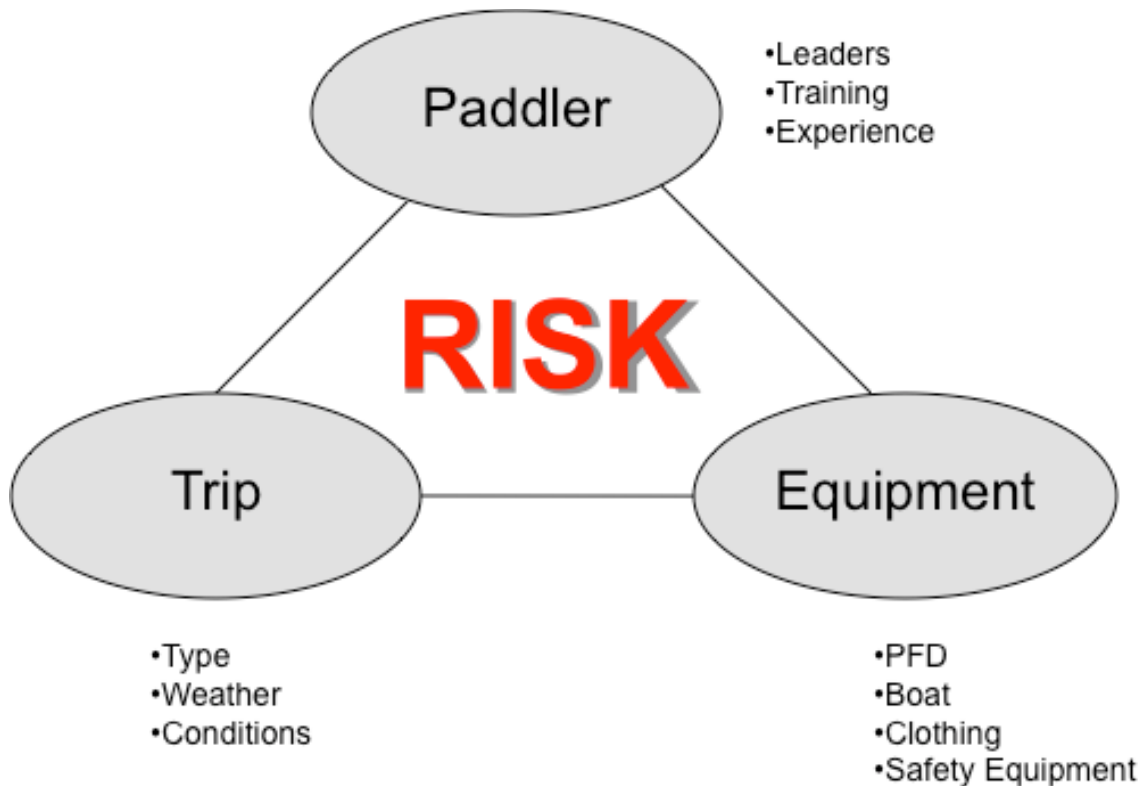 Paddler
•Leaders
•Training
•Experience
RISK
Trip
Equipment
•Type
•Weather
•Conditions
•PFD
•Boat
•Clothing
•Safety Equipment